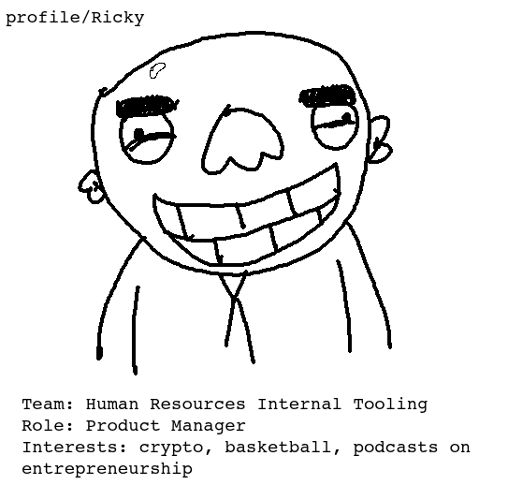 profile/Ricky
Team: Human Resources Internal Tooling
Role: Product Manager
Interests: crypto, basketball, podcasts on
entrepreneurship